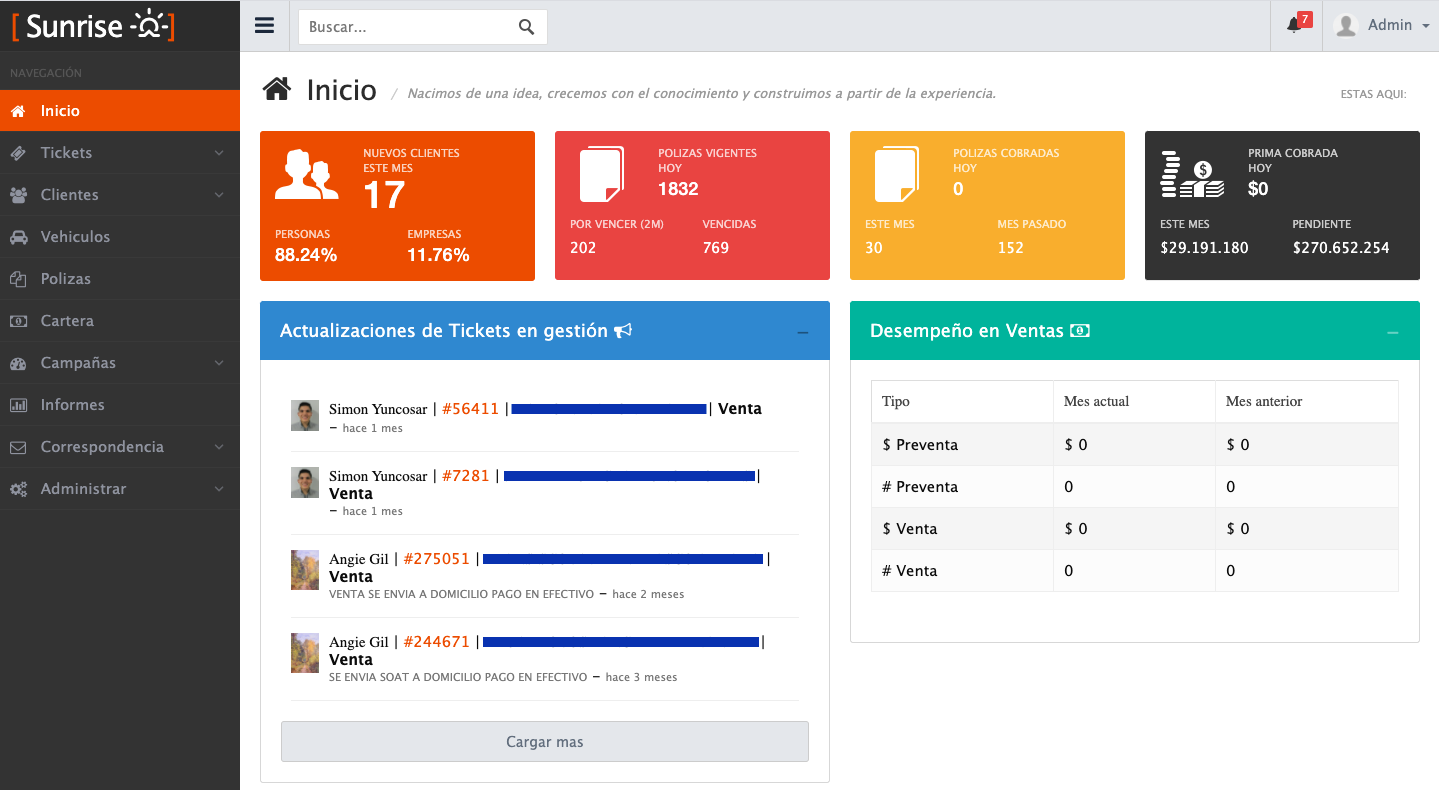 [ Sunrise ]
Buscar...
7
Admin
NAVEGACIÓN
Inicio
Tickets
Clientes
Vehiculos
Polizas
Cartera
Campañas
Informes
Correspondencia
Administrar
Inicio / Nacimos de una idea, crecemos con el conocimiento y construimos a partir de la experiencia.
ESTAS AQUI:
NUEVOS CLIENTES
ESTE MES
17
PERSONAS EMPRESAS
88.24% 11.76%
POLIZAS VIGENTES
HOY
1832
POR VENCER (2M) VENCIDAS
202 769
POLIZAS COBRADAS
HOY
0
ESTE MES MES PASADO
30 152
PRIMA COBRADA
HOY
$0
ESTE MES PENDIENTE
$29.191.180 $270.652.254
Actualizaciones de Tickets en gestión
Simon Yuncosar | #56411 | | Venta
– hace 1 mes
Simon Yuncosar | #7281 | |
Venta
– hace 1 mes
Angie Gil | #275051 | |
Venta
VENTA SE ENVIA A DOMICILIO PAGO EN EFECTIVO – hace 2 meses
Angie Gil | #244671 | |
Venta
SE ENVIA SOAT A DOMICILIO PAGO EN EFECTIVO – hace 3 meses
Cargar mas
Desempeño en Ventas
Tipo Mes actual Mes anterior
$ Preventa $ 0 $ 0
# Preventa 0 0
$ Venta $ 0 $ 0
# Venta 0 0